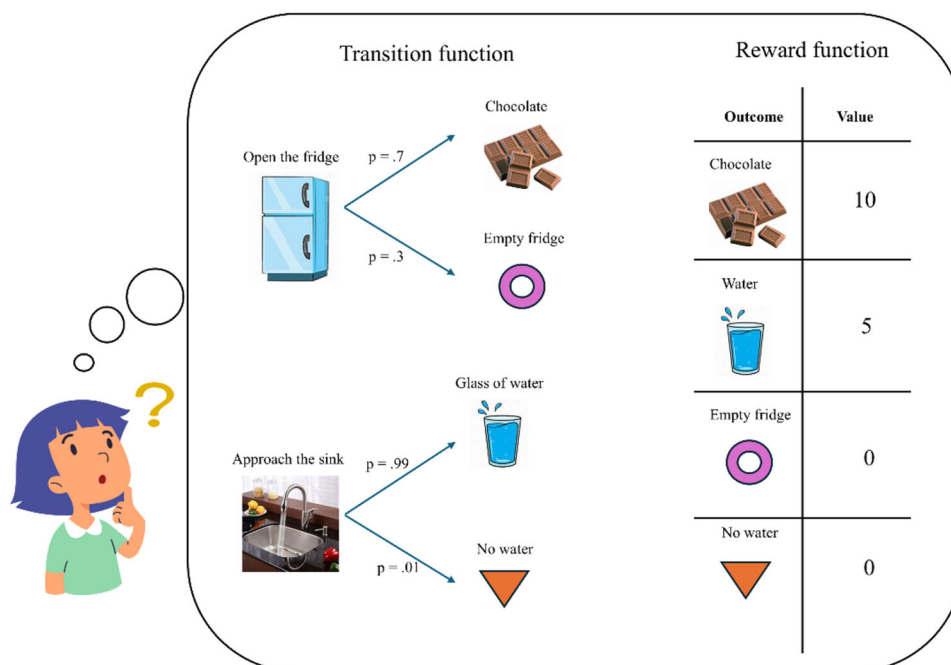 Transition function
Reward function
Open the fridge
p = .7
p = .3
Chocolate
Empty fridge
Approach the sink
p = .99
p = .01
Glass of water
No water
Outcome Value
Chocolate
10
Water
5
Empty fridge
0
No water
0
?